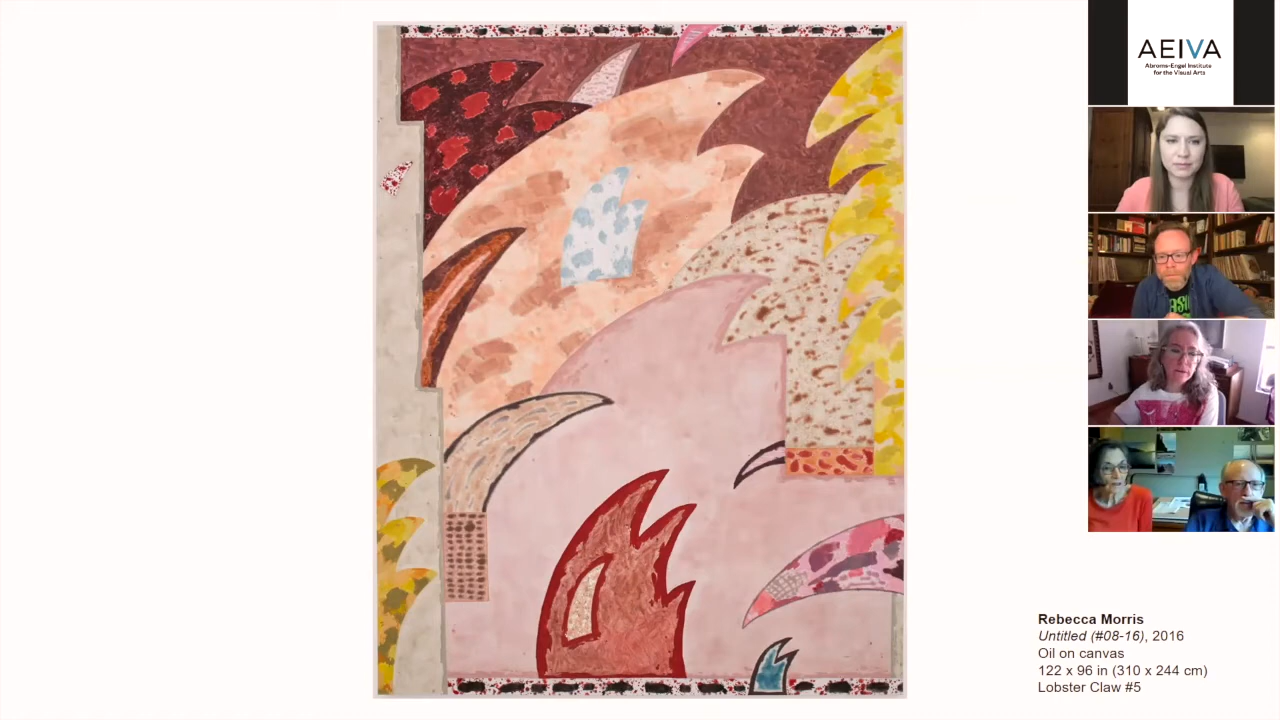 AEIVA
Abroms-Engel Institute
for the Visual Arts
Rebecca Morris
Untitled (#08-16), 2016
Oil on canvas
122 x 96 in (310 x 244 cm)
Lobster Claw #5